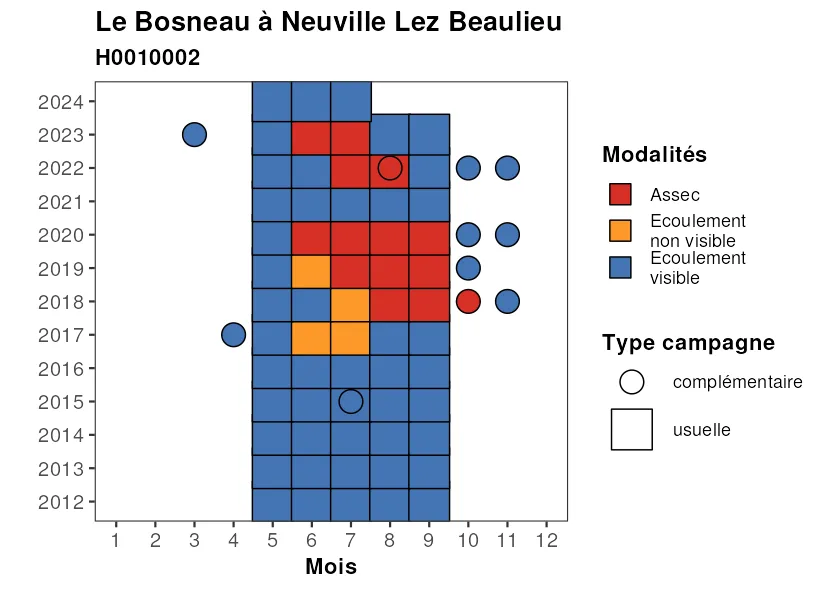 Le Bosneau à Neuville Lez Beaulieu
H0010002
2024
2023
2022
2021
2020
2019
2018
2017
2016
2015
2014
2013
2012
1 2 3 4 5 6 7 8 9 10 11 12
Mois
Modalités
Assec
Ecoulement
non visible
Ecoulement
visible
Type campagne
complémentaire
usuelle